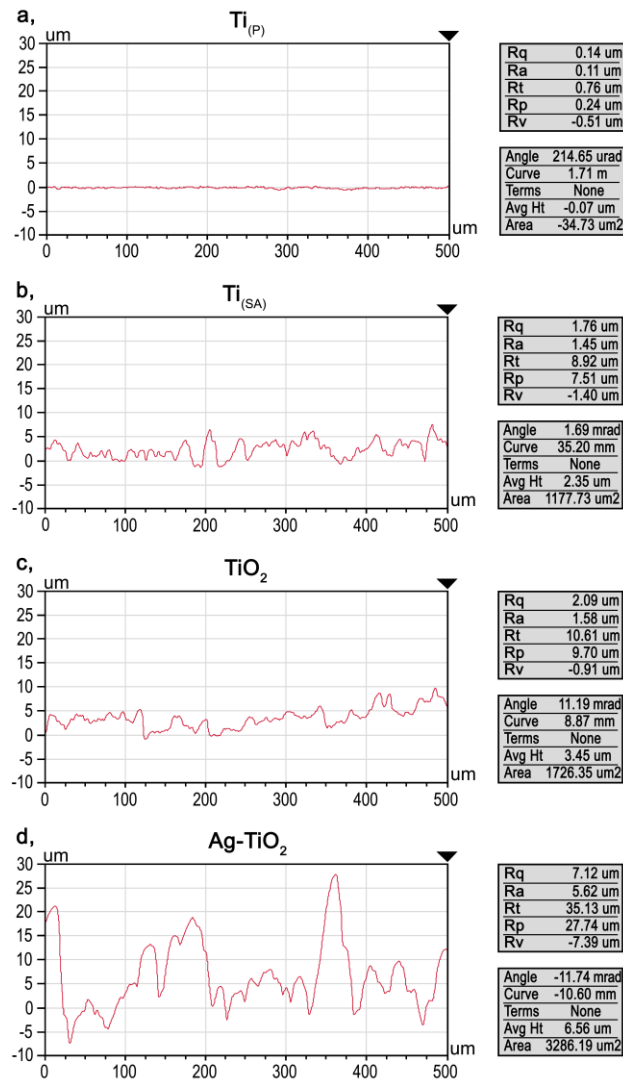 a,
Ti(P)
um
30
25
20
15
10
5
0
-5
-10
0 100 200 300 400 500
um
Rq 0.14 um
Ra 0.11 um
Rt 0.76 um
Rp 0.24 um
Rv -0.51 um
Angle 214.65 urad
Curve 1.71 m
Terms None
Avg Ht -0.07 um
Area -34.73 um2
b,
Ti(SA)
um
30
25
20
15
10
5
0
-5
-10
0 100 200 300 400 500
um
Rq 1.76 um
Ra 1.45 um
Rt 8.92 um
Rp 7.51 um
Rv -1.40 um
Angle 1.69 mrad
Curve 35.20 mm
Terms None
Avg Ht 2.35 um
Area 1177.73 um2
c,
TiO2
um
30
25
20
15
10
5
0
-5
-10
0 100 200 300 400 500
um
Rq 2.09 um
Ra 1.58 um
Rt 10.61 um
Rp 9.70 um
Rv -0.91 um
Angle 11.19 mrad
Curve 8.87 mm
Terms None
Avg Ht 3.45 um
Area 1726.35 um2
d,
Ag-TiO2
um
30
25
20
15
10
5
0
-5
-10
0 100 200 300 400 500
um
Rq 7.12 um
Ra 5.62 um
Rt 35.13 um
Rp 27.74 um
Rv -7.39 um
Angle -11.74 mrad
Curve -10.60 mm
Terms None
Avg Ht 6.56 um
Area 3286.19 um2